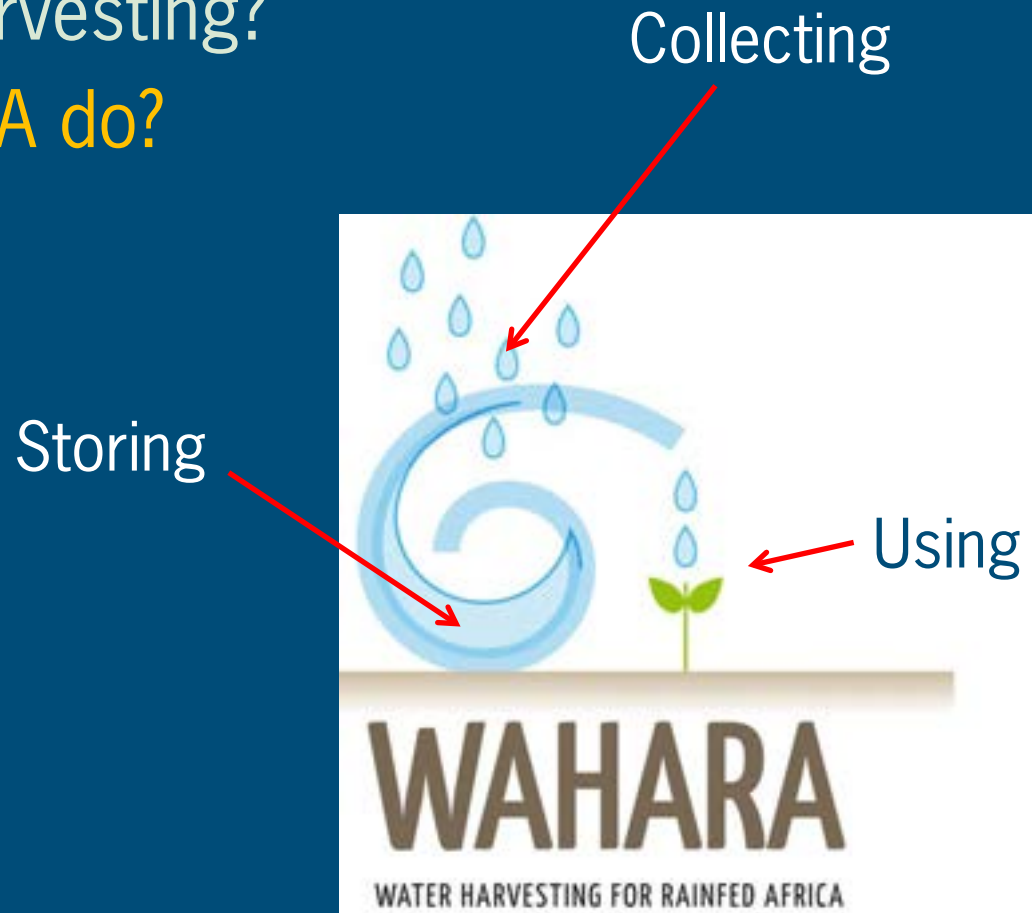 rvesting?
A do?
Collecting
Storing
Using
WAHARA
WATER HARVESTING FOR RAINFED AFRICA